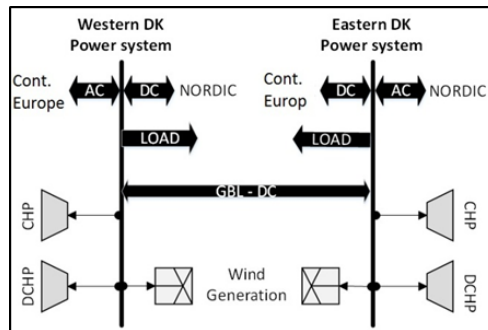 Western DK
Power system
Eastern DK
Power system
Cont.
Europe
AC
DC
NORDIC
Cont.
Europ
DC
AC
NORDIC
LOAD
LOAD
GBL - DC
CHP
CHP
DCHP
Wind
Generation
DCHP